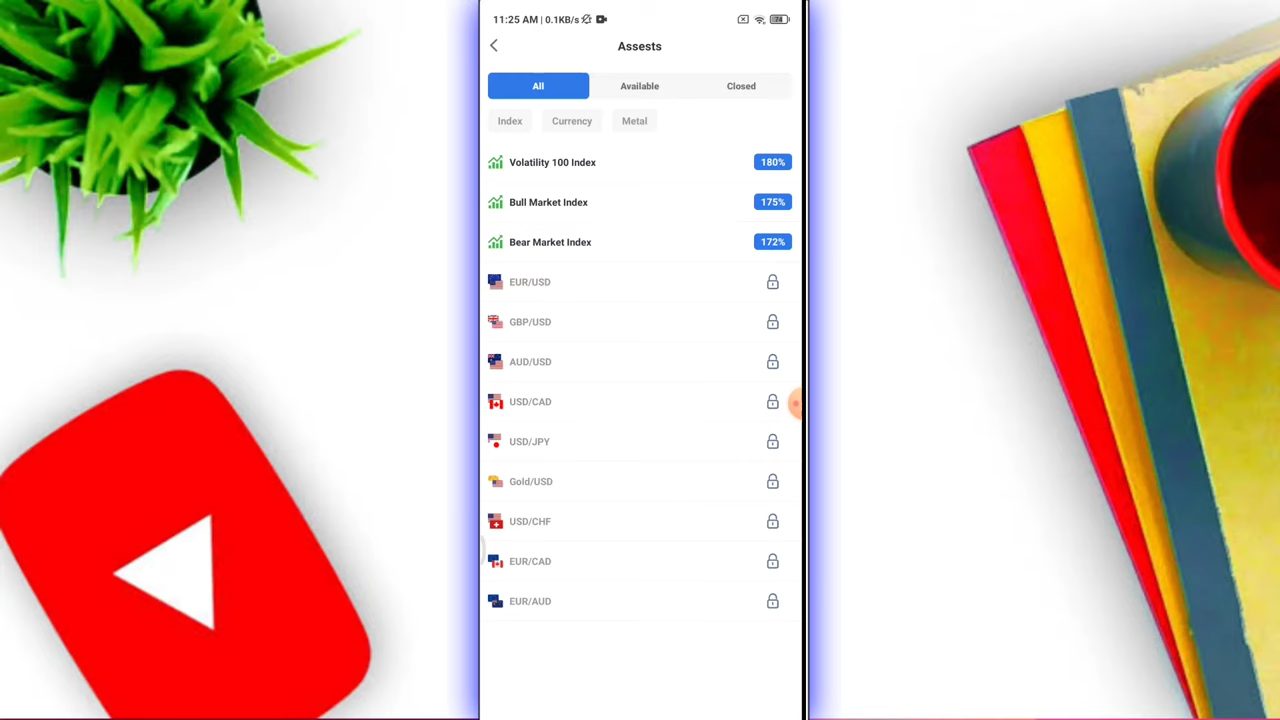 11:25 AM | 0.1KB/s
74
Assests
All
Available
Closed
Index
Currency
Metal
Volatility 100 Index
180%
Bull Market Index
175%
Bear Market Index
172%
EUR/USD
GBP/USD
AUD/USD
USD/CAD
USD/JPY
Gold/USD
USD/CHF
EUR/CAD
EUR/AUD